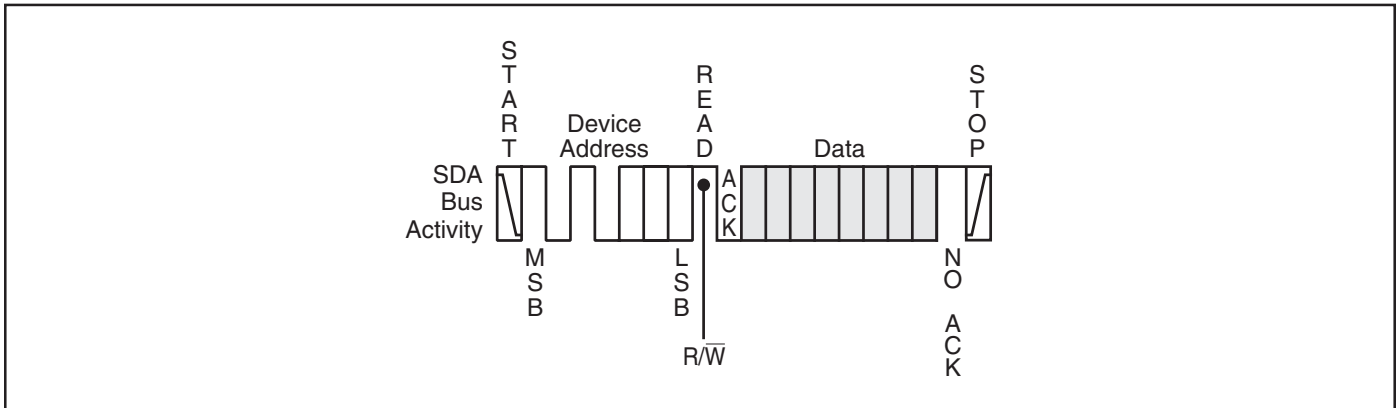 START
Device
Address
READ
Data
STOP
SDA
Bus
Activity
ACK
MSB
LSB
NO ACK
R/W̅